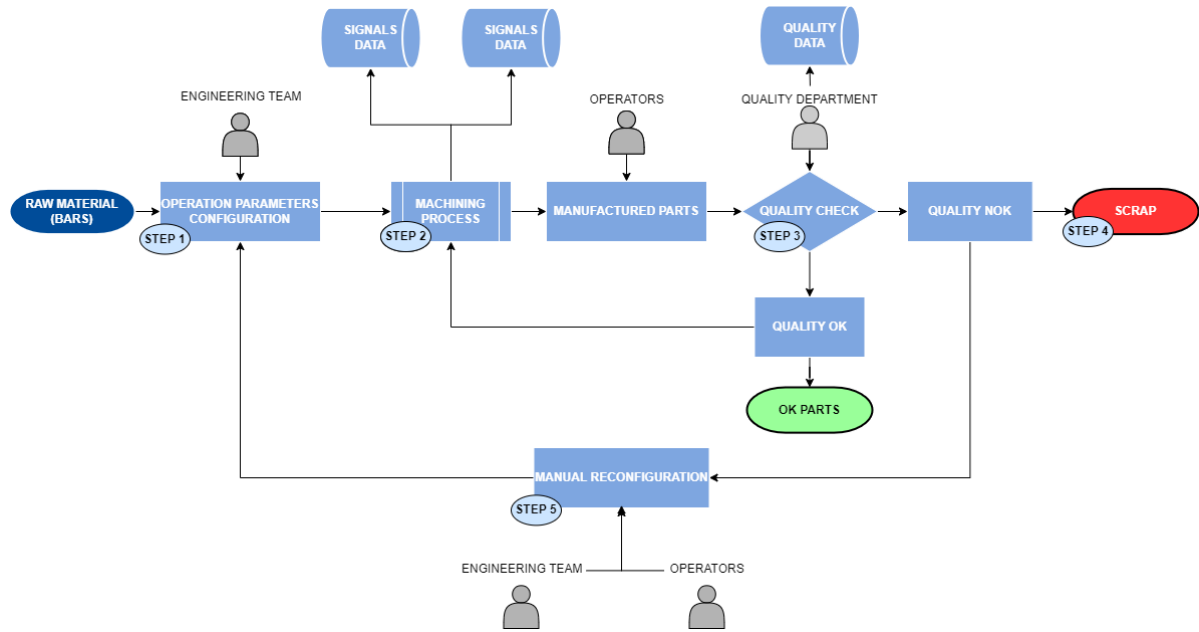 SIGNALS
DATA
SIGNALS
DATA
QUALITY
DATA
ENGINEERING TEAM
OPERATORS
QUALITY DEPARTMENT
RAW MATERIAL
(BARS)
OPERATION PARAMETERS
CONFIGURATION
STEP 1
MACHINING
PROCESS
STEP 2
MANUFACTURED PARTS
QUALITY CHECK
STEP 3
QUALITY NOK
SCRAP
STEP 4
QUALITY OK
OK PARTS
MANUAL RECONFIGURATION
STEP 5
ENGINEERING TEAM
OPERATORS